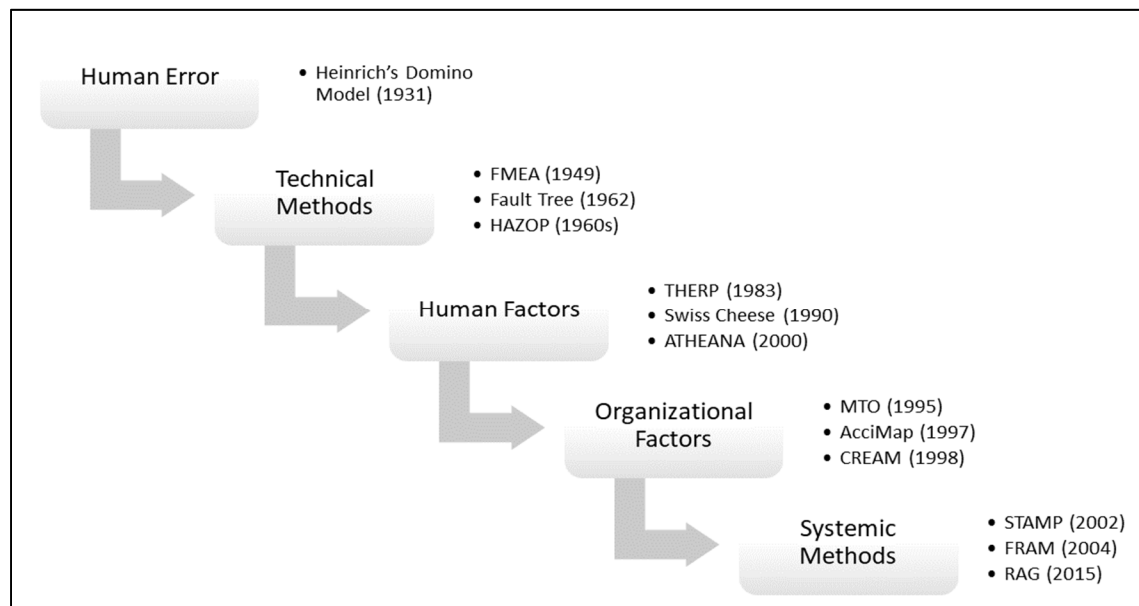 Human Error
• Heinrich’s Domino
Model (1931)
Technical
Methods
• FMEA (1949)
• Fault Tree (1962)
• HAZOP (1960s)
Human Factors
• THERP (1983)
• Swiss Cheese (1990)
• ATHEANA (2000)
Organizational
Factors
• MTO (1995)
• AcciMap (1997)
• CREAM (1998)
Systemic
Methods
• STAMP (2002)
• FRAM (2004)
• RAG (2015)